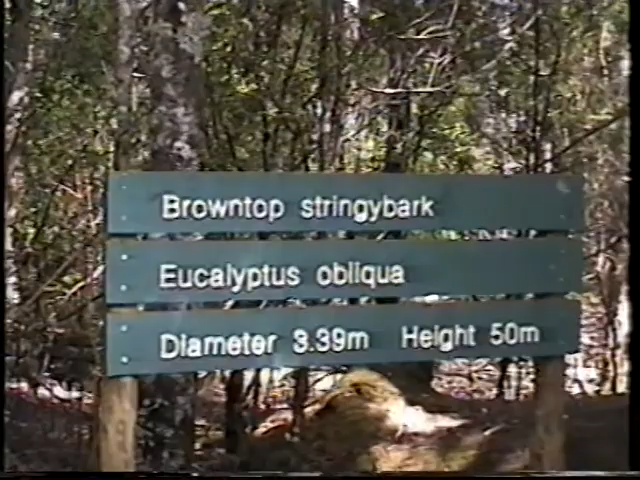 Browntop stringybark
Eucalyptus obliqua
Diameter 3.39m Height 50m